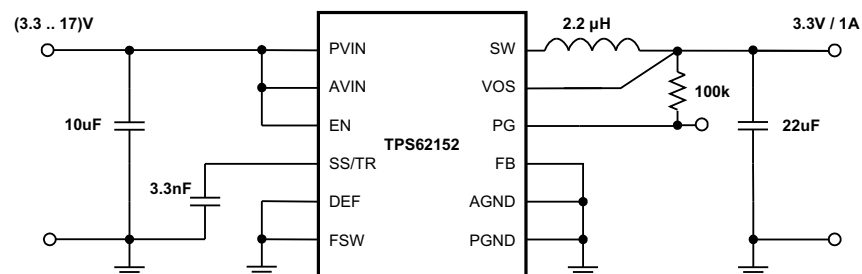 (3.3 .. 17)V
2.2 µH
3.3V / 1A
PVIN
SW
AVIN
VOS
100k
10uF
EN
PG
22uF
TPS62152
SS/TR
FB
3.3nF
DEF
AGND
FSW
PGND